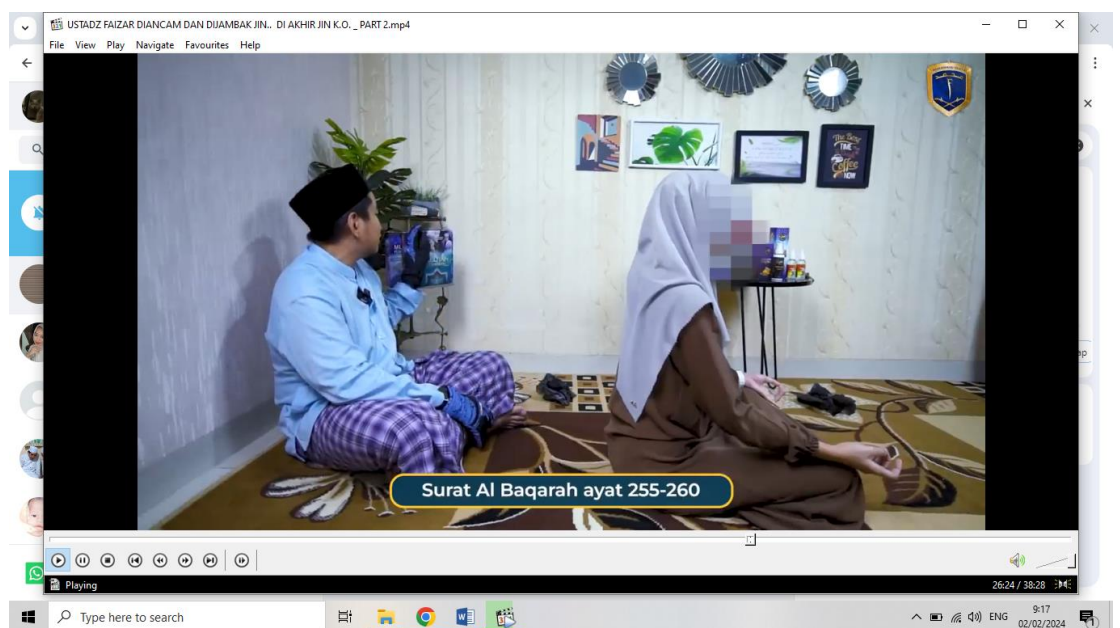 USTADZ FAIZAR DIANCAM DAN DIJAMBAK JIN.. DI AKHIR JIN K.O. _ PART 2.mp4
File View Play Navigate Favourites Help
The Best
TIME
Coffee
NOW
Surat Al Baqarah ayat 255-260
Playing
26:24 / 38:28
Type here to search
ENG
9:17
02/02/2024